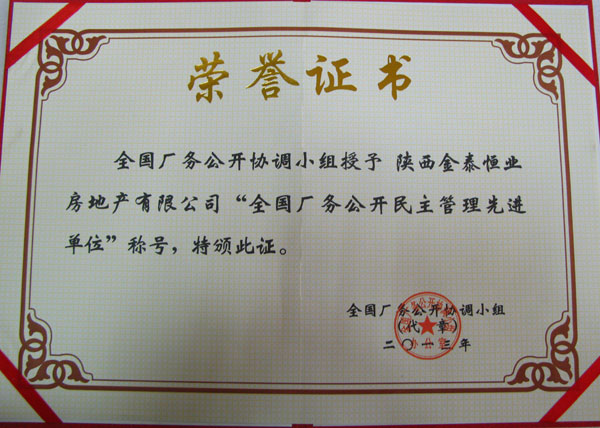 荣誉证书
全国厂务公开协调小组授予 陕西金泰恒业
房地产有限公司“全国厂务公开民主管理先进
单位”称号，特颁此证。
全国厂务公开协调小组
（代 章）
二〇一三年